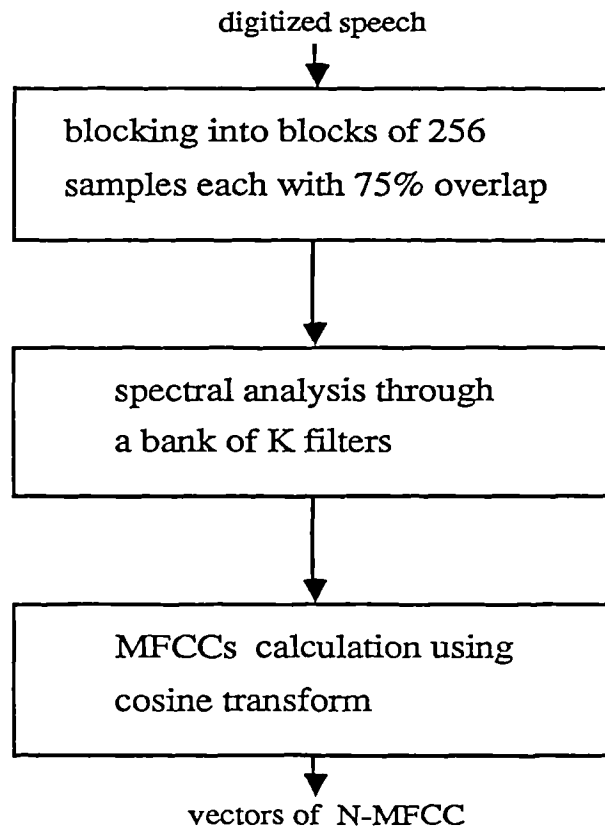 digitized speech
blocking into blocks of 256
samples each with 75% overlap
spectral analysis through
a bank of K filters
MFCCs calculation using
cosine transform
vectors of N-MFCC